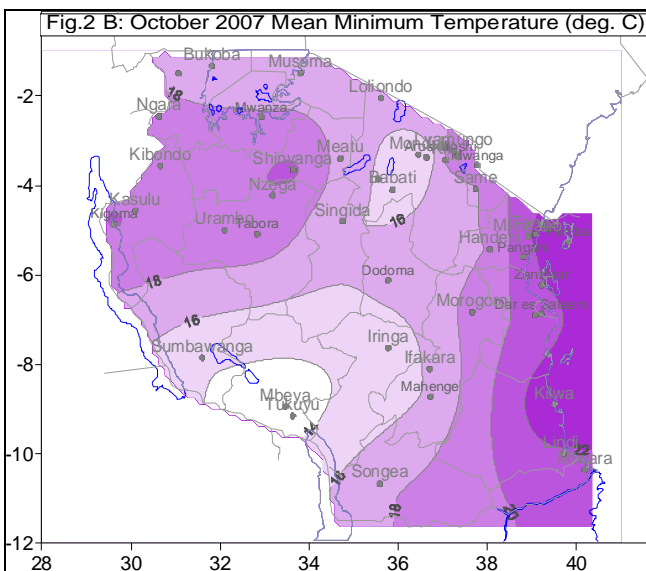 Fig.2 B: October 2007 Mean Minimum Temperature (deg. C)
Bukoba
Musoma
-2
18
Loliondo
Ngara
Mwanza
Kibondo
Meatu
Shinyanga
Same
-4
Babati
Nzega
Kasulu
Kigoma
Singida
16
Urambo
Tabora
-6
18
Dodoma
Zanzibar
Morogoro
Dar es Salaam
16
Iringa
Sumbawanga
-8
Ifakara
Mahenge
Mbeya
Kilwa
Tukuyu
14
-10
Lindi
22
16
Songea
18
20
-12
28
30
32
34
36
38
40